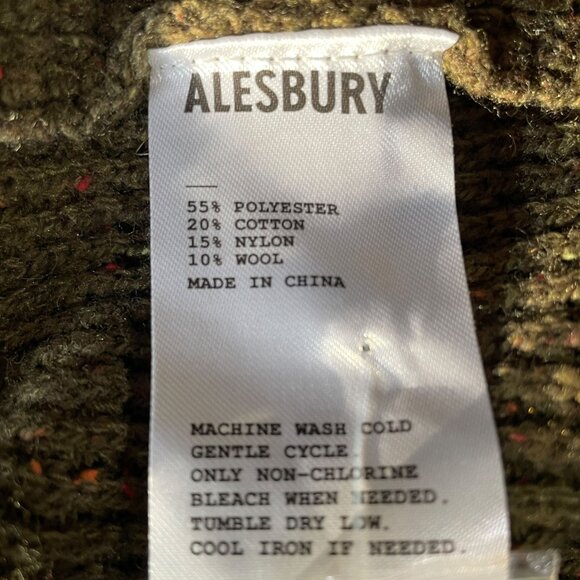 ALESBURY
55% POLYESTER
20% COTTON
15% NYLON
10% WOOL
MADE IN CHINA
MACHINE WASH COLD
GENTLE CYCLE.
ONLY NON-CHLORINE
BLEACH WHEN NEEDED.
TUMBLE DRY LOW.
COOL IRON IF NEEDED.